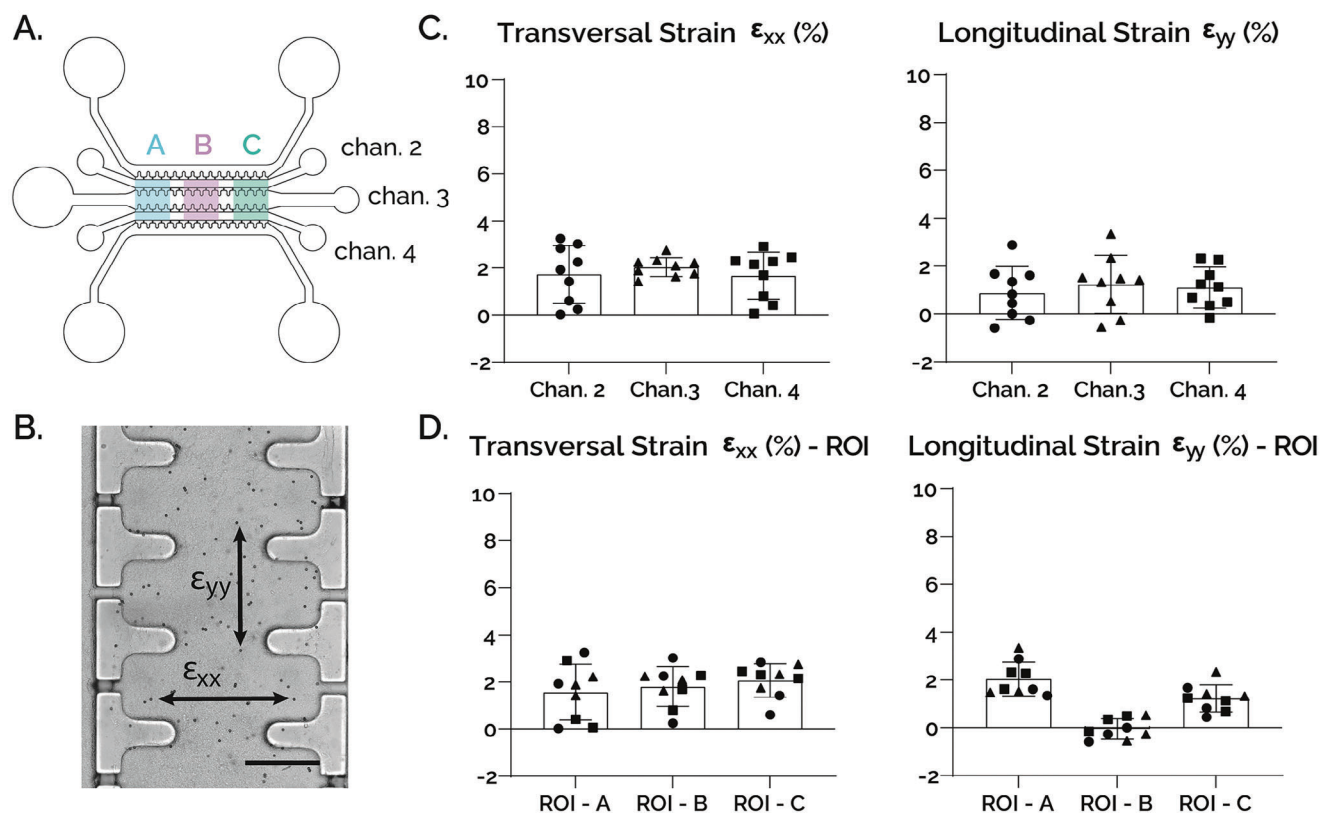 A.
A B C
chan. 2
chan. 3
chan. 4
B.
εyy
εxx
C.
Transversal Strain εxx (%)
10
8
6
4
2
0
-2
Chan. 2 Chan.3 Chan. 4
Longitudinal Strain εyy (%)
10
8
6
4
2
0
-2
Chan. 2 Chan. 3 Chan. 4
D.
Transversal Strain εxx (%) - ROI
10
8
6
4
2
0
-2
ROI - A ROI - B ROI - C
Longitudinal Strain εyy (%) - ROI
10
8
6
4
2
0
-2
ROI - A ROI - B ROI - C